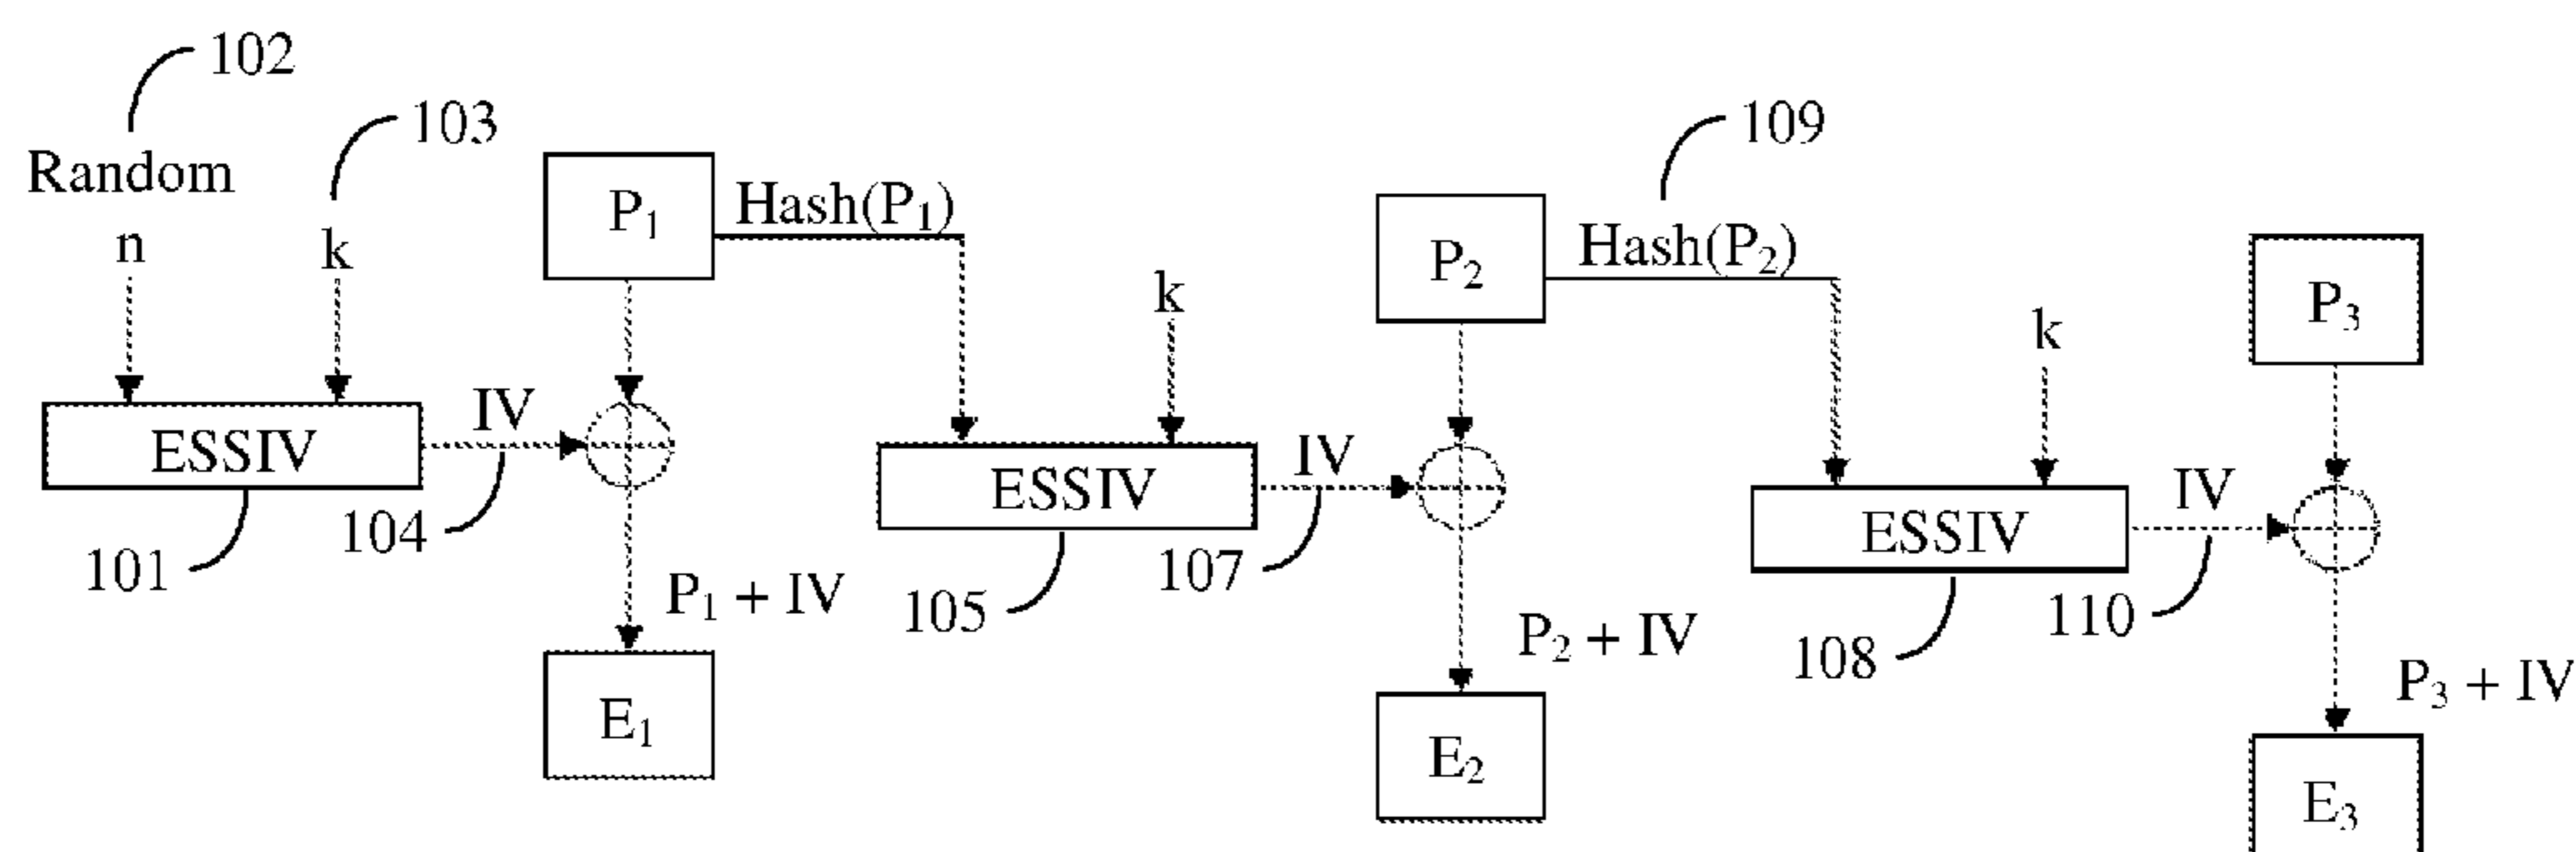 102
103
109
Random
n
k
P₁
Hash(P₁)
k
P₂
Hash(P₂)
k
P₃
ESSIV
IV
ESSIV
IV
ESSIV
IV
101
104
P₁ + IV
105
107
P₂ + IV
108
110
P₃ + IV
E₁
E₂
E₃